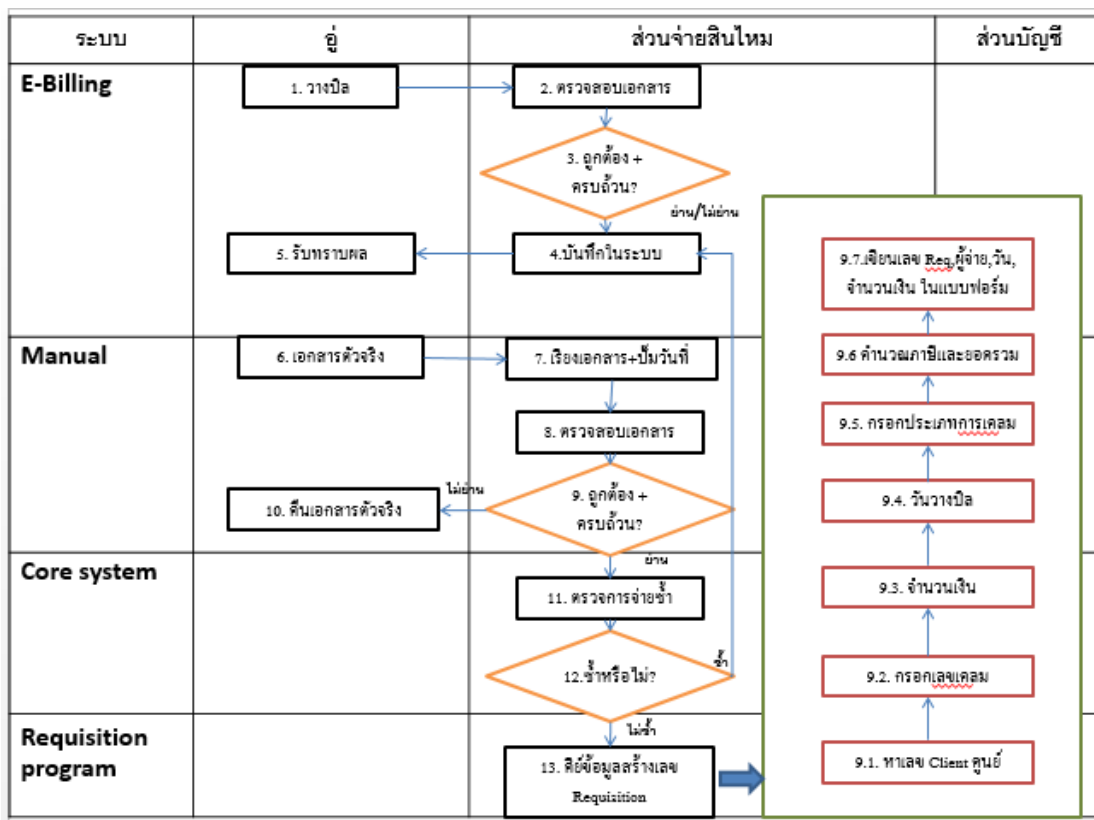 ระบบ
อู่
ส่วนจ่ายสินไหม
ส่วนบัญชี
E-Billing
1. วางบิล
2. ตรวจสอบเอกสาร
3. ถูกต้อง +
ครบถ้วน?
ผ่าน/ไม่ผ่าน
5. รับทราบผล
4.บันทึกในระบบ
Manual
6. เอกสารตัวจริง
7. เรียงเอกสาร+ปั๊มวันที่
8. ตรวจสอบเอกสาร
9. ถูกต้อง +
ครบถ้วน?
ไม่ผ่าน
10. คืนเอกสารตัวจริง
ผ่าน
Core system
11. ตรวจการจ่ายซ้ำ
12.ซ้ำหรือไม่?
ซ้ำ
ไม่ซ้ำ
Requisition
program
13. คีย์ข้อมูลสร้างเลข
Requisition
9.7.เขียนเลข Req,ผู้จ่าย,วัน,
จำนวนเงิน ในแบบฟอร์ม
9.6 คำนวณภาษีและยอดรวม
9.5. กรอกประเภทการเคลม
9.4. วันวางบิล
9.3. จำนวนเงิน
9.2. กรอกเลขเคลม
9.1. หาเลข Client ศูนย์